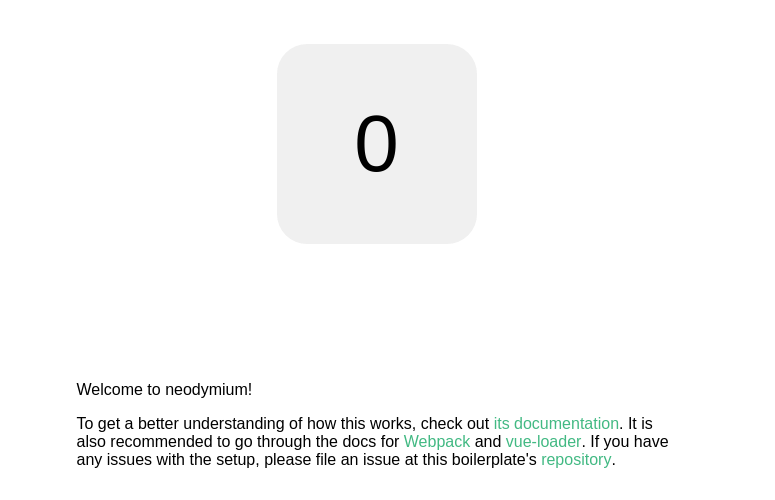 0
Welcome to neodymium!
To get a better understanding of how this works, check out its documentation. It is
also recommended to go through the docs for Webpack and vue-loader. If you have
any issues with the setup, please file an issue at this boilerplate's repository.